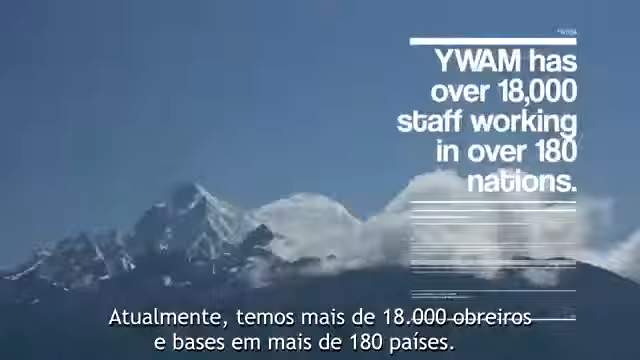 YWAM has
over 18,000
staff working
in over 180
nations.
Atualmente, temos mais de 18.000 obreiros
e bases em mais de 180 países.